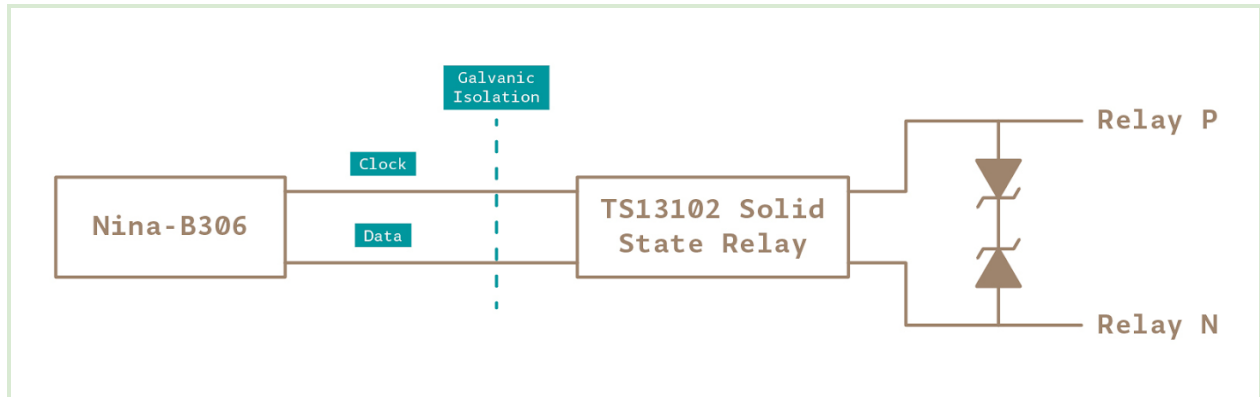 Galvanic
Isolation
Clock
Relay P
Nina-B306
TS13102 Solid
State Relay
Data
Relay N